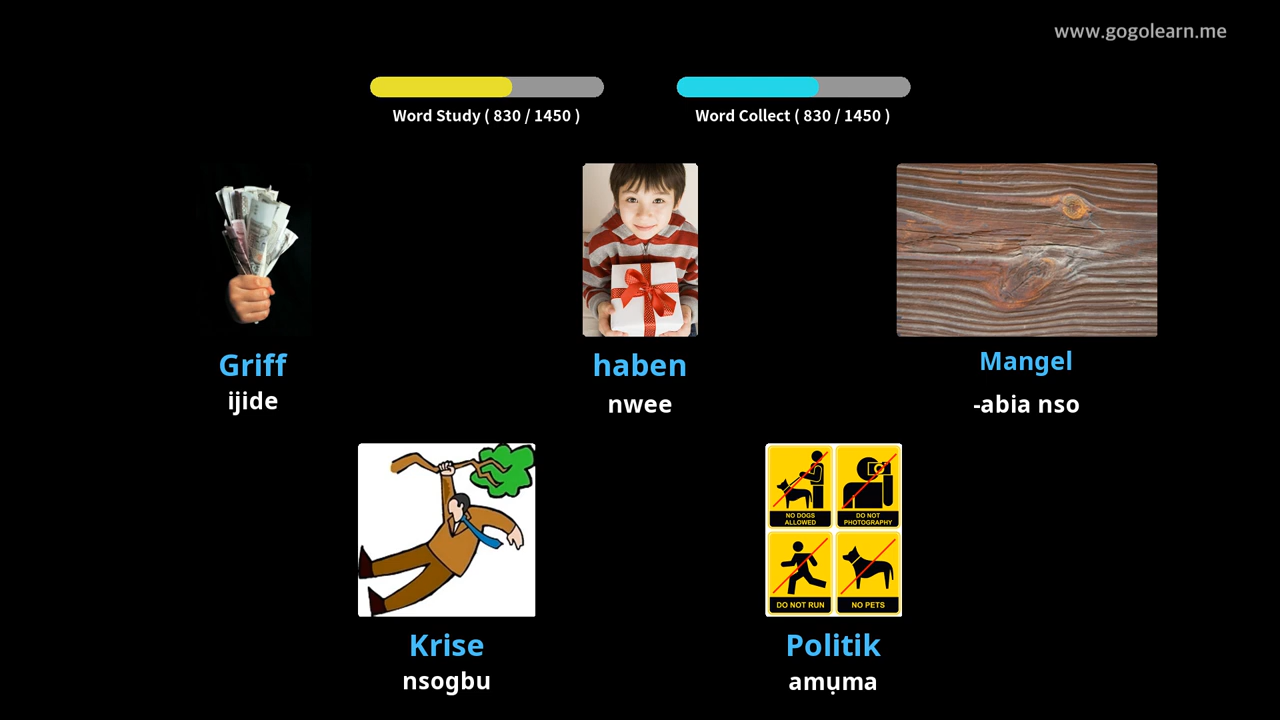 www.gogolearn.me
Word Study ( 830 / 1450 )
Word Collect ( 830 / 1450 )
Griff
ijide
haben
nwee
Mangel
-abia nso
NO DOGS
ALLOWED
DO NOT
PHOTOGRAPHY
DO NOT RUN
NO PETS
Krise
nsogbu
Politik
amụma